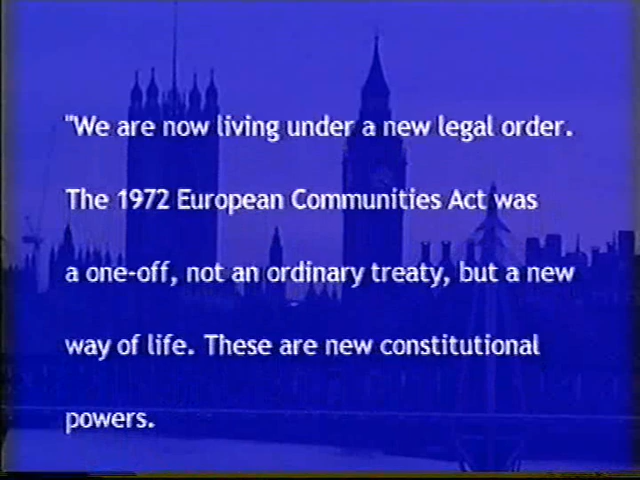 "We are now living under a new legal order.
The 1972 European Communities Act was
a one-off, not an ordinary treaty, but a new
way of life. These are new constitutional
powers.